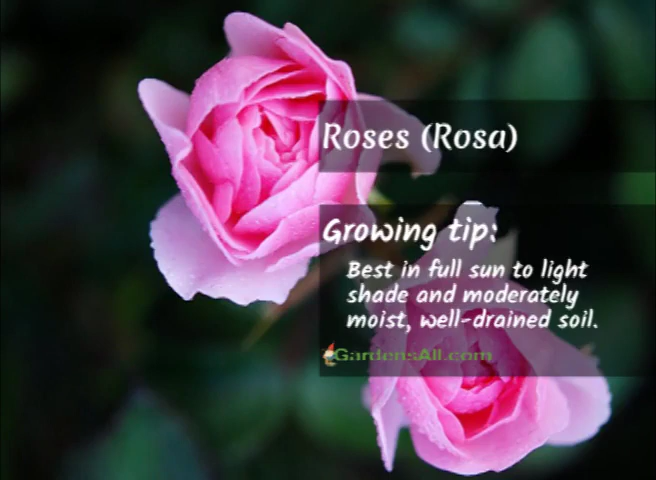 Roses (Rosa)
Growing tip:
Best in full sun to light
shade and moderately
moist, well-drained soil.
GardensAll.com